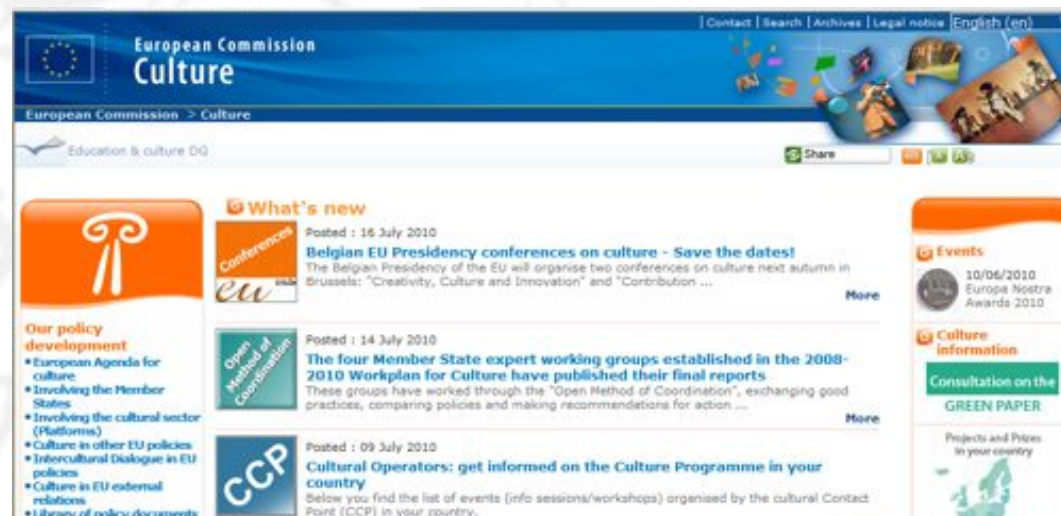 Contact | Search | Archives | Legal notice English (en)
European Commission
Culture
European Commission > Culture
Education & culture DG
Share
What's new
Conferences
eu
Posted : 16 July 2010
Belgian EU Presidency conferences on culture - Save the dates!
The Belgian Presidency of the EU will organise two conferences on culture next autumn in
Brussels: "Creativity, Culture and Innovation" and "Contribution ...
More
Open
Method of
Coordination
Posted : 14 July 2010
The four Member State expert working groups established in the 2008-
2010 Workplan for Culture have published their final reports
These groups have worked through the "Open Method of Coordination", exchanging good
practices, comparing policies and making recommendations for action ...
More
CCP
Posted : 09 July 2010
Cultural Operators: get informed on the Culture Programme in your
country
Below you find the list of events (info sessions/workshops) organised by the cultural Contact
Point (CCP) in your country.
Our policy
development
European Agenda for
culture
Involving the Member
States
Involving the cultural sector
(Platforms)
Culture in other EU policies
Intercultural Dialogue in EU
policies
Culture in EU external
relations
Library of policy documents
Events
10/06/2010
Europa Nostra
Awards 2010
Culture
information
Consultation on the
GREEN PAPER
Projects and Prizes
in your country